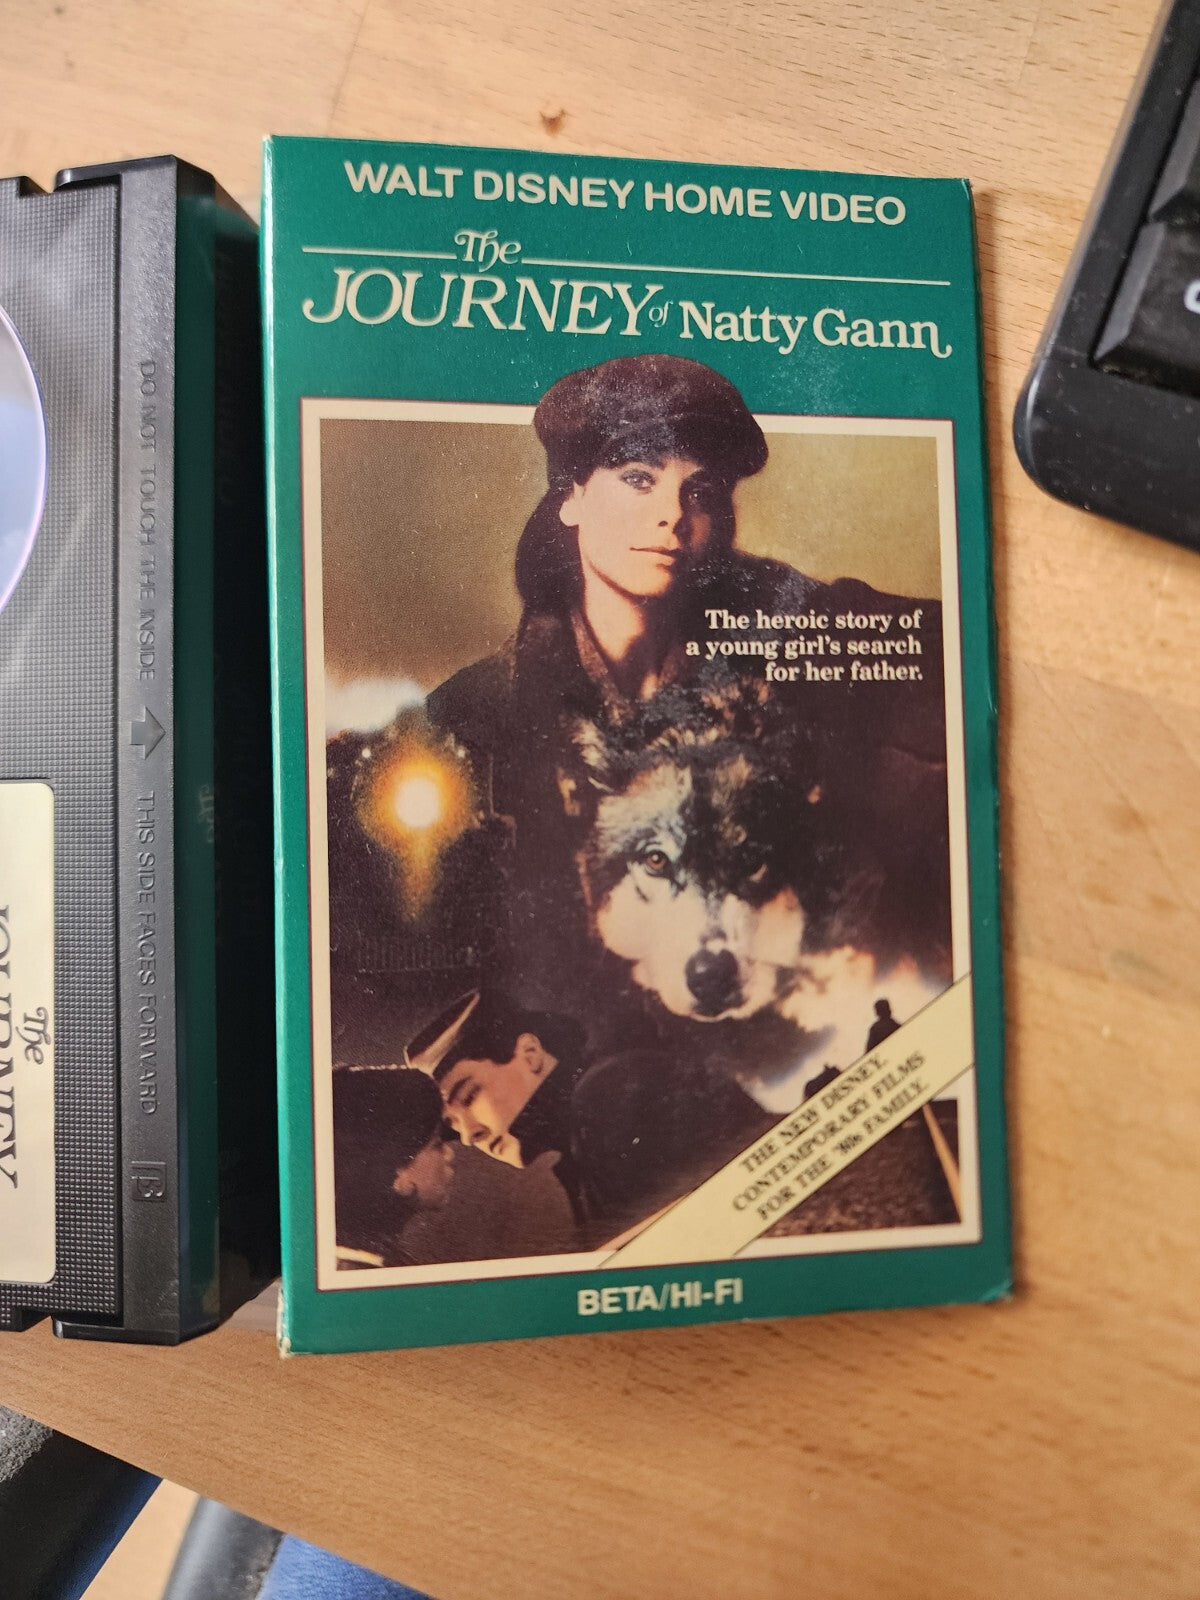 WALT DISNEY HOME VIDEO
The
JOURNEY of Natty Gann
The heroic story of
a young girl's search
for her father.
THE NEW DISNEY.
CONTEMPORARY FILMS
FOR THE '80s FAMILY.
BETA/HI-FI
DO NOT TOUCH THE INSIDE
THIS SIDE FACES FORWARD
The
JOURNEY